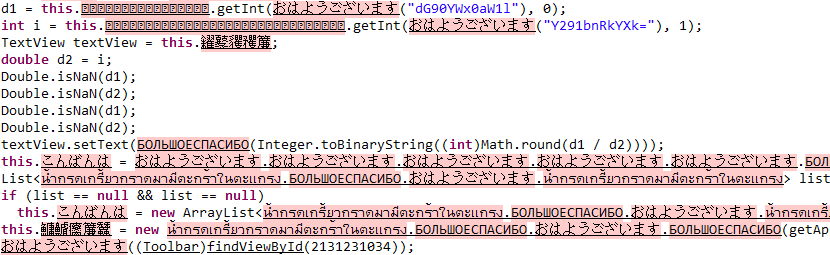 d1 = this..getInt(おはようございます("dG90YWx0aW1l"), 0);
int i = this..getInt(おはようございます("Y291bnRkYXk="), 1);
TextView textView = this.;
double d2 = i;
Double.isNaN(d1);
Double.isNaN(d2);
Double.isNaN(d1);
Double.isNaN(d2);
textView.setText(БОЛЬШОЕСПАСИБО(Integer.toBinaryString((int)Math.round(d1 / d2))));
this.こんばんは = おはようございます.おはようございます.おはようございます.おはようございます.おはようございます.БОЛ
List<น้ำกรดเกรี้ยวกราดมามีตะกร้าในตะแกรง.БОЛЬШОЕСПАСИБО.おはようございます.น้ำกรดเกรี้ยวกราดมามีตะกร้าในตะแกรง> list
if (list == null && list == null)
this.こんばんは = new ArrayList<น้ำกรดเกรี้ยวกราดมามีตะกร้าในตะแกรง.БОЛЬШОЕСПАСИБО.おはようございます.น้ำกรดเกรี
this. = new น้ำกรดเกรี้ยวกราดมามีตะกร้าในตะแกรง.БОЛЬШОЕСПАСИБО.おはようございます.БОЛЬШОЕСПАСИБО(getAp
おはようございます((Toolbar)findViewById(2131231034));